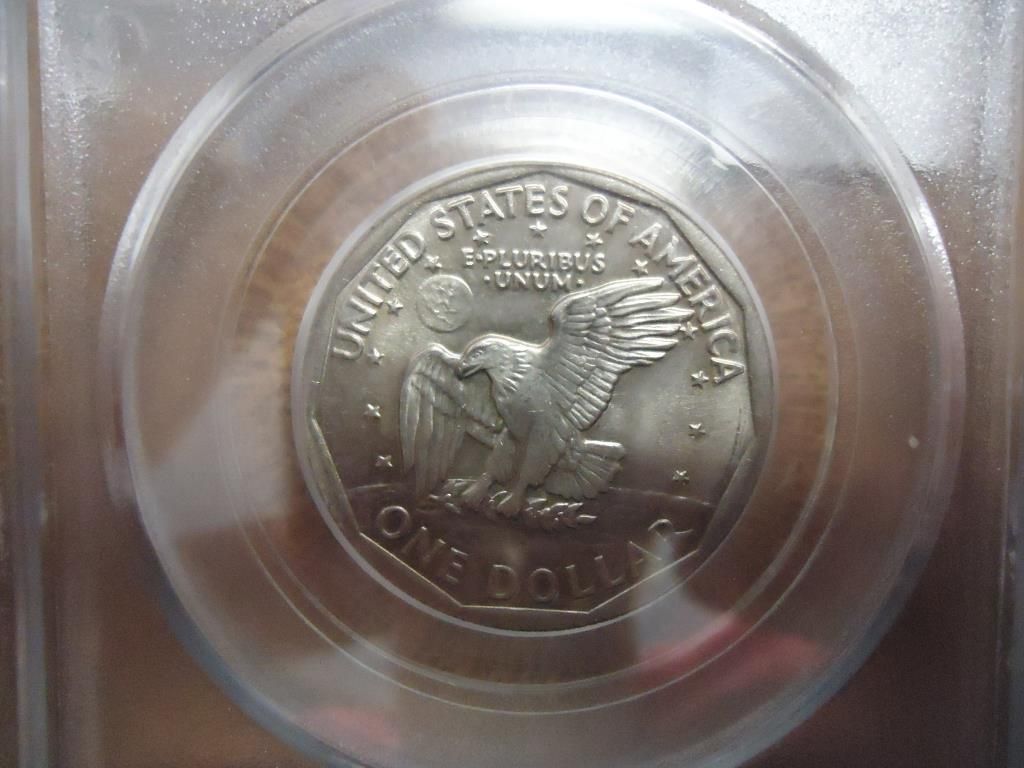 UNITED STATES OF AMERICA
E·PLURIBUS
·UNUM·
ONE DOLLAR